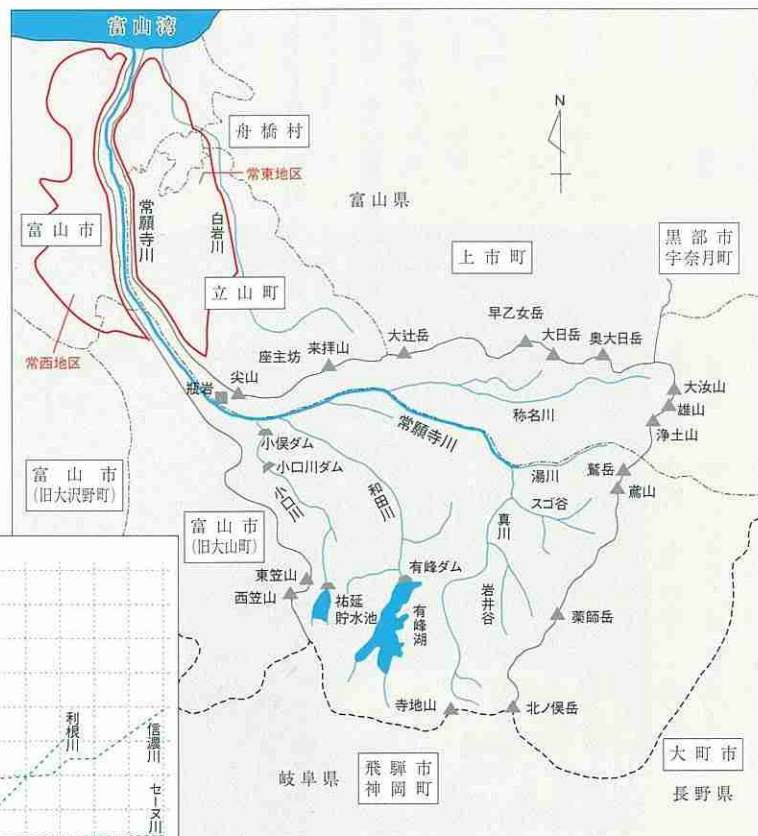 富山湾
N
舟橋村
常東地区
富山県
富山市
常願寺川
白岩川
上市町
黒部市
宇奈月町
立山町
早乙女岳
大日岳
奥大日岳
大辻岳
来拝山
座主坊
常西地区
尖山
瓶岩
大汝山
雄山
浄土山
称名川
常願寺川
小俣ダム
小口川ダム
鷲岳
鳶山
湯川
スゴ谷
富山市
(旧大沢野町)
小口川
和田川
真川
富山市
(旧大山町)
有峰ダム
岩井谷
東笠山
西笠山
祐延
貯水池
有峰湖
薬師岳
寺地山
北ノ俣岳
利根川
信濃川
セーヌ川
岐阜県
飛騨市
神岡町
大町市
長野県